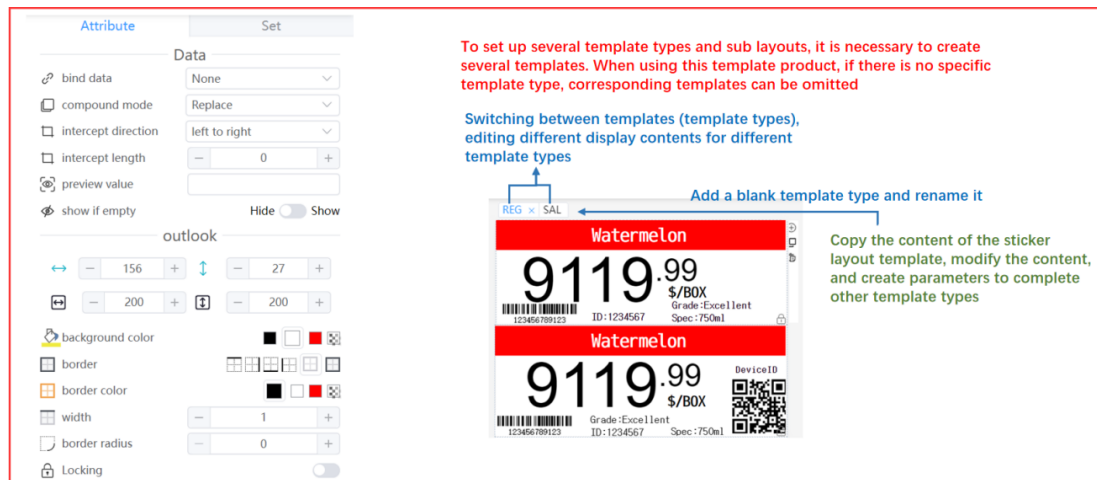 Attribute
Set
Data
bind data
None
compound mode
Replace
intercept direction
left to right
intercept length
− 0 +
preview value
show if empty
Hide
Show
outlook
− 156 +
− 27 +
− 200 +
− 200 +
background color
border
border color
width
− 1 +
border radius
− 0 +
Locking
To set up several template types and sub layouts, it is necessary to create
several templates. When using this template product, if there is no specific
template type, corresponding templates can be omitted
Switching between templates (template types),
editing different display contents for different
template types
Add a blank template type and rename it
REG × SAL
Copy the content of the sticker
layout template, modify the content,
and create parameters to complete
other template types
Watermelon
9119.99
$/BOX
Grade:Excellent
123456789123
ID:1234567
Spec:750ml
Watermelon
9119.99
$/BOX
DeviceID
Grade:Excellent
123456789123
ID:1234567
Spec:750ml